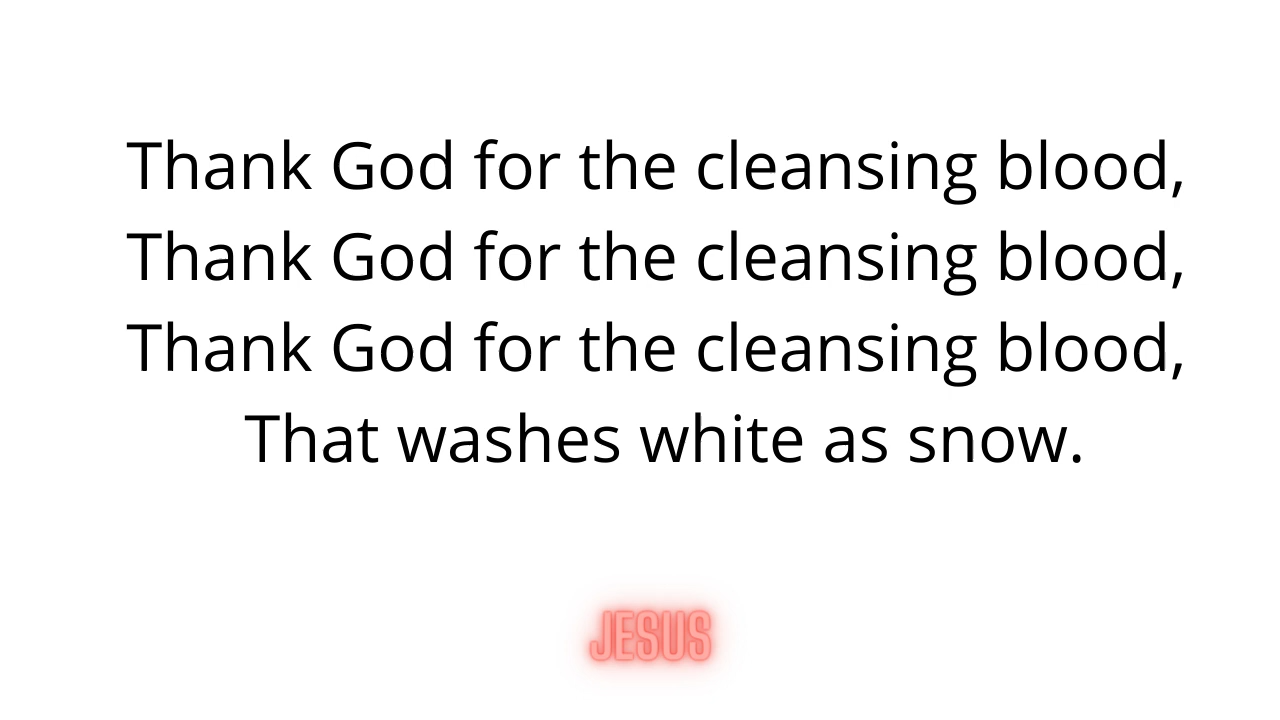 Thank God for the cleansing blood,
Thank God for the cleansing blood,
Thank God for the cleansing blood,
That washes white as snow.
JESUS